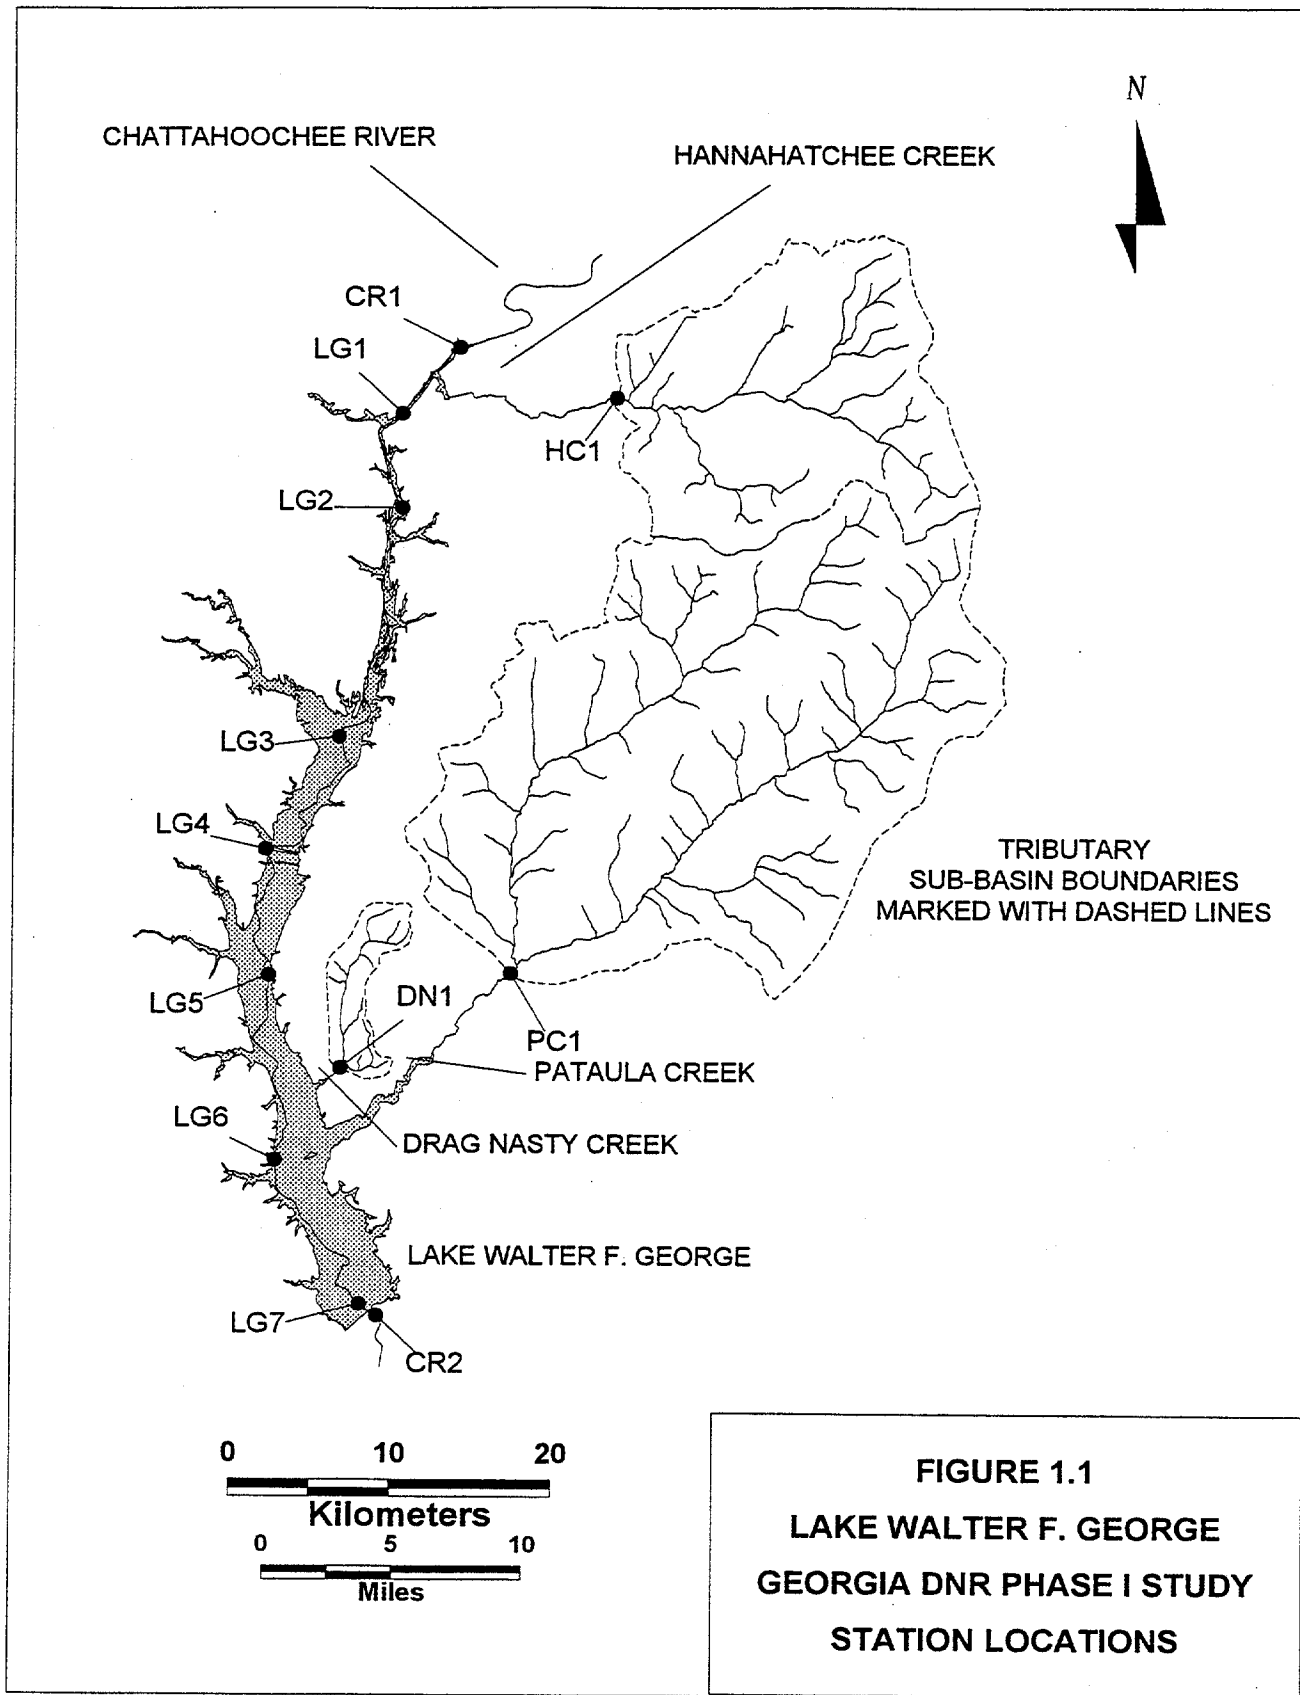 N
CHATTAHOOCHEE RIVER
HANNAHATCHEE CREEK
CR1
LG1
HC1
LG2
LG3
LG4
TRIBUTARY
SUB-BASIN BOUNDARIES
MARKED WITH DASHED LINES
LG5
DN1
PC1
PATAULA CREEK
LG6
DRAG NASTY CREEK
LAKE WALTER F. GEORGE
LG7
CR2
0 10 20
Kilometers
0 5 10
Miles
FIGURE 1.1
LAKE WALTER F. GEORGE
GEORGIA DNR PHASE I STUDY
STATION LOCATIONS